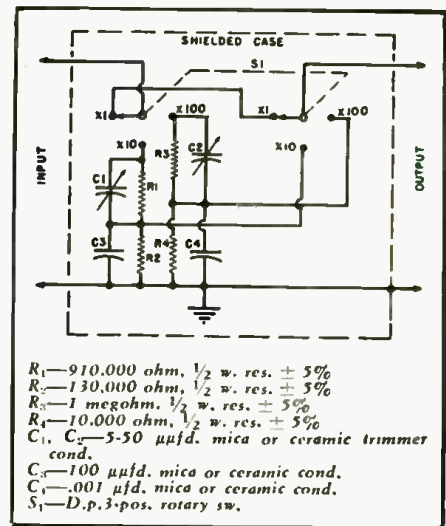 SHIELDED CASE
S1
X1
X100
X1
X100
X10
R3
C2
X10
C1
R1
INPUT
OUTPUT
C3
R2
R4
C4
R1—910,000 ohm, 1/2 w. res. ± 5%
R2—130,000 ohm, 1/2 w. res. ± 5%
R3—1 megohm, 1/2 w. res. ± 5%
R4—10,000 ohm, 1/2 w. res. ± 5%
C1, C2—5-50 μμfd. mica or ceramic trimmer
cond.
C3—100 μμfd. mica or ceramic cond.
C4—.001 μfd. mica or ceramic cond.
S1—D.p. 3-pos. rotary sw.